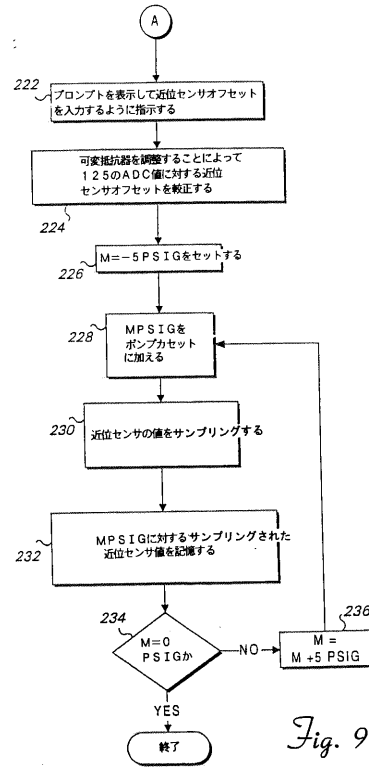 A
222
プロンプトを表示して近位センサオフセット
を入力するように指示する
可変抵抗器を調整することによって
125のADC値に対する近位
センサオフセットを較正する
224
M=-5PSIGをセットする
226
MPSIGを
ポンプカセット
に加える
228
230
近位センサの値をサンプリングする
MPSIGに対するサンプリングされた
近位センサ値を記憶する
232
234
M=0
PSIGか
NO
236
M=
M+5 PSIG
YES
終了
Fig. 9